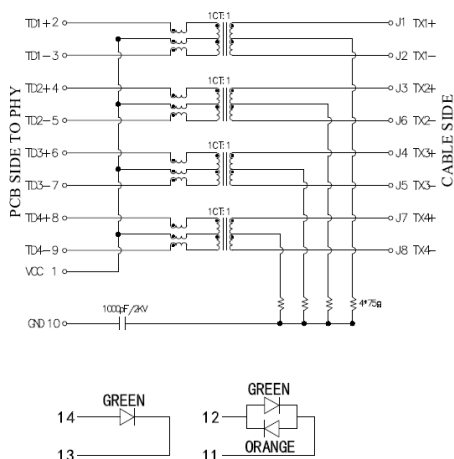 1CT:1
TD1+2 J1 TX1+
TD1-3 J2 TX1-
1CT:1
TD2+4 J3 TX2+
TD2-5 J6 TX2-
1CT:1
TD3+6 J4 TX3+
TD3-7 J5 TX3-
1CT:1
TD4+8 J7 TX4+
TD4-9 J8 TX4-
VCC 1
PCB SIDE TO PHY
CABLE SIDE
4*75Ω
1000pF/2KV
GND 10
GREEN
14
13
GREEN
12
ORANGE
11